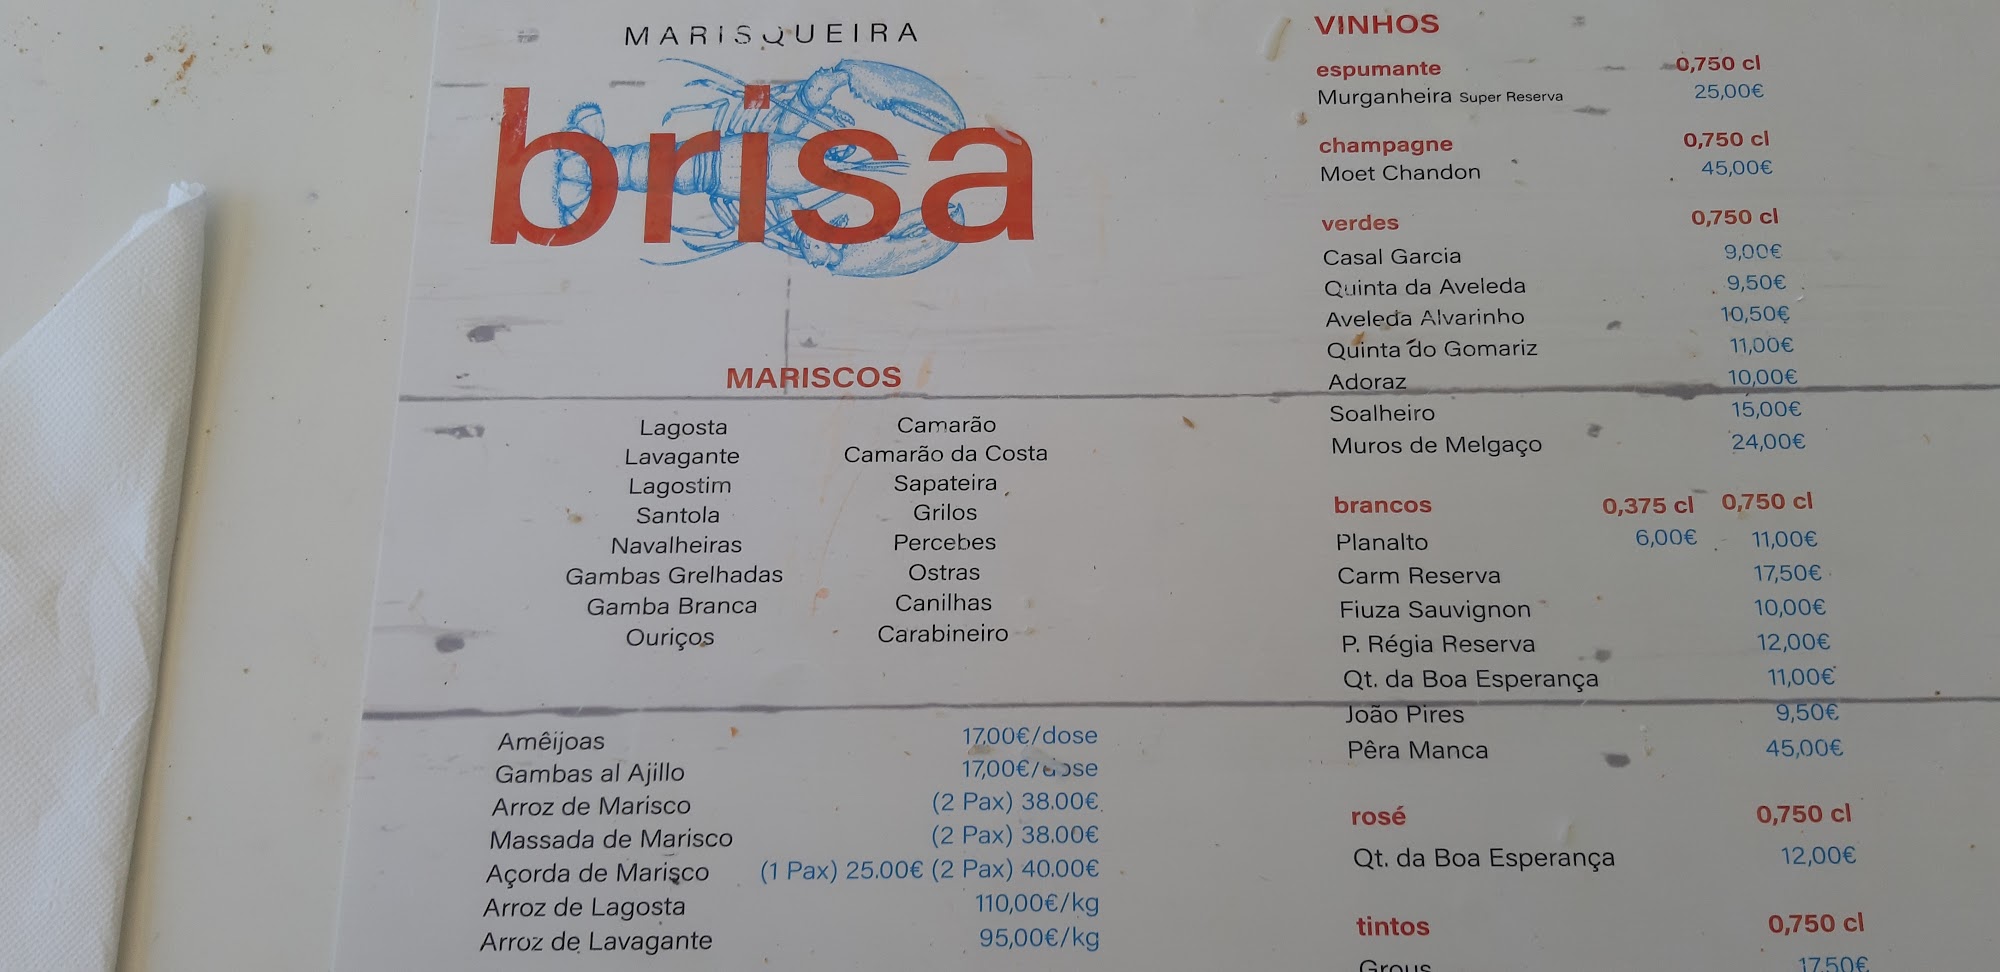 MARISQUEIRA
brisa
MARISCOS
Lagosta Camarão
Lavagante Camarão da Costa
Lagostim Sapateira
Santola Grilos
Navalheiras Percebes
Gambas Grelhadas Ostras
Gamba Branca Canilhas
Ouriços Carabineiro
Amêijoas 17,00€/dose
Gambas al Ajillo 17,00€/dose
Arroz de Marisco (2 Pax) 38.00€
Massada de Marisco (2 Pax) 38.00€
Açorda de Marisco (1 Pax) 25.00€ (2 Pax) 40.00€
Arroz de Lagosta 110,00€/kg
Arroz de Lavagante 95,00€/kg
VINHOS
espumante 0,750 cl
Murganheira Super Reserva 25,00€
champagne 0,750 cl
Moet Chandon 45,00€
verdes 0,750 cl
Casal Garcia 9,00€
Quinta da Aveleda 9,50€
Aveleda Alvarinho 10,50€
Quinta do Gomariz 11,00€
Adoraz 10,00€
Soalheiro 15,00€
Muros de Melgaço 24,00€
brancos 0,375 cl 0,750 cl
Planalto 6,00€ 11,00€
Carm Reserva 17,50€
Fiuza Sauvignon 10,00€
P. Régia Reserva 12,00€
Qt. da Boa Esperança 11,00€
João Pires 9,50€
Pêra Manca 45,00€
rosé 0,750 cl
Qt. da Boa Esperança 12,00€
tintos 0,750 cl
Grous 17,50€